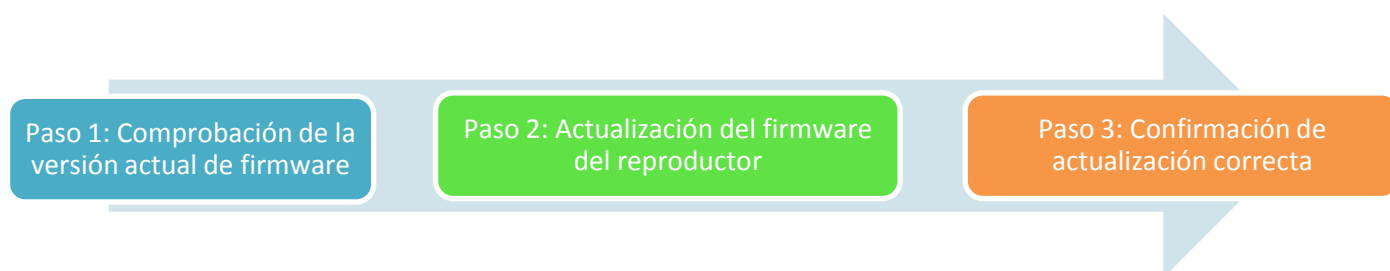 Paso 1: Comprobación de la
versión actual de firmware
Paso 2: Actualización del firmware
del reproductor
Paso 3: Confirmación de
actualización correcta